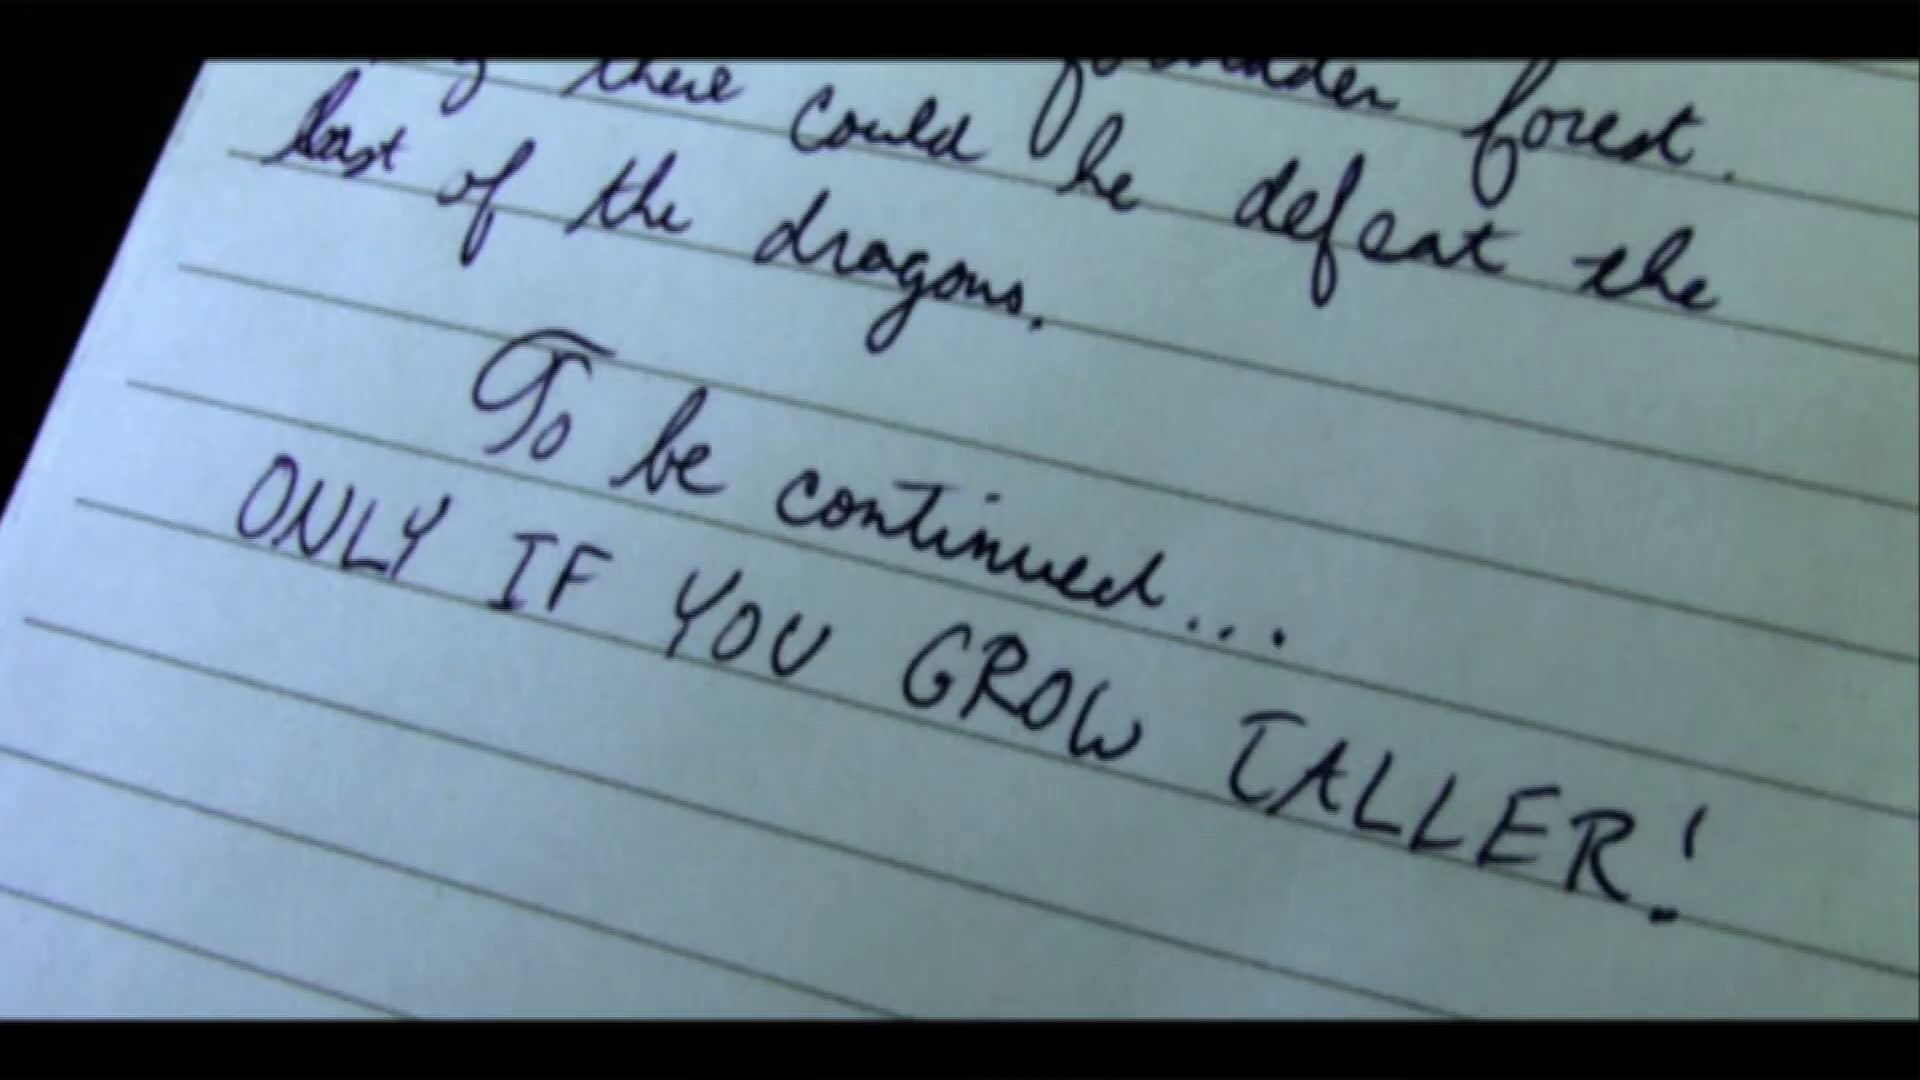 forest.
there could he defeat the
last of the dragons.
To be continued...
ONLY IF YOU GROW TALLER!